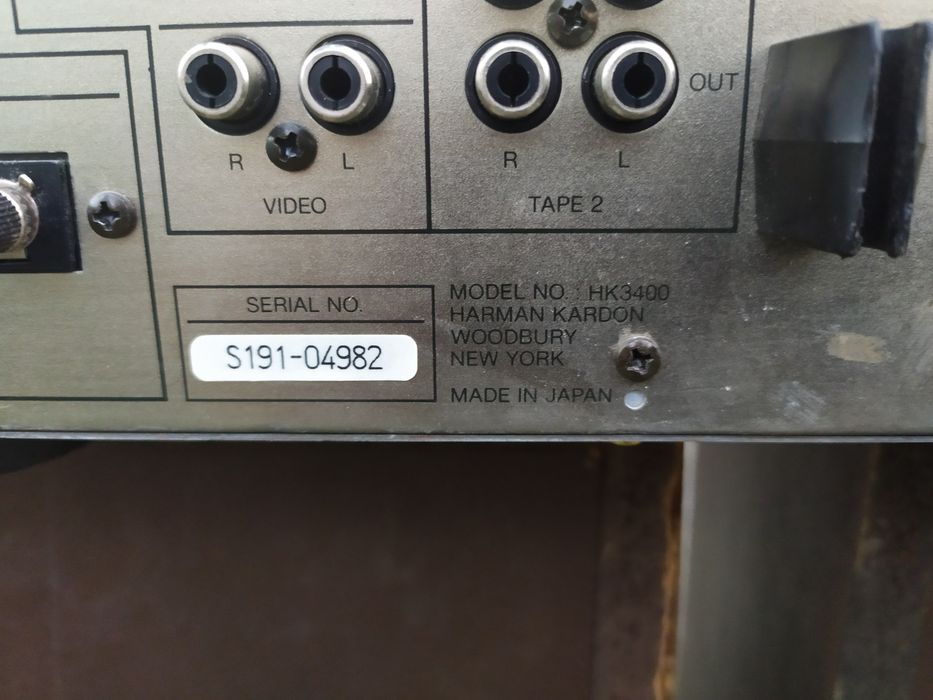 R L
VIDEO
OUT
R L
TAPE 2
SERIAL NO.
S191-04982
MODEL NO. : HK3400
HARMAN KARDON
WOODBURY
NEW YORK
MADE IN JAPAN